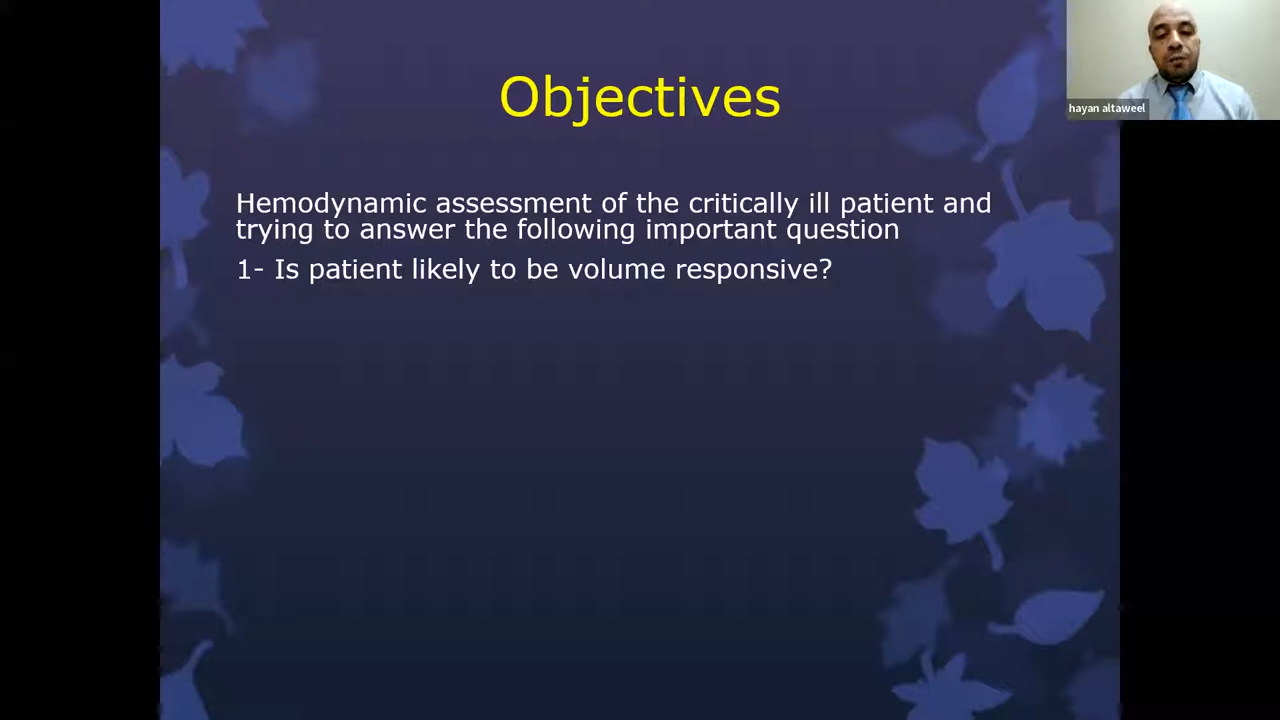 Objectives
hayan altaweel
Hemodynamic assessment of the critically ill patient and
trying to answer the following important question
1- Is patient likely to be volume responsive?